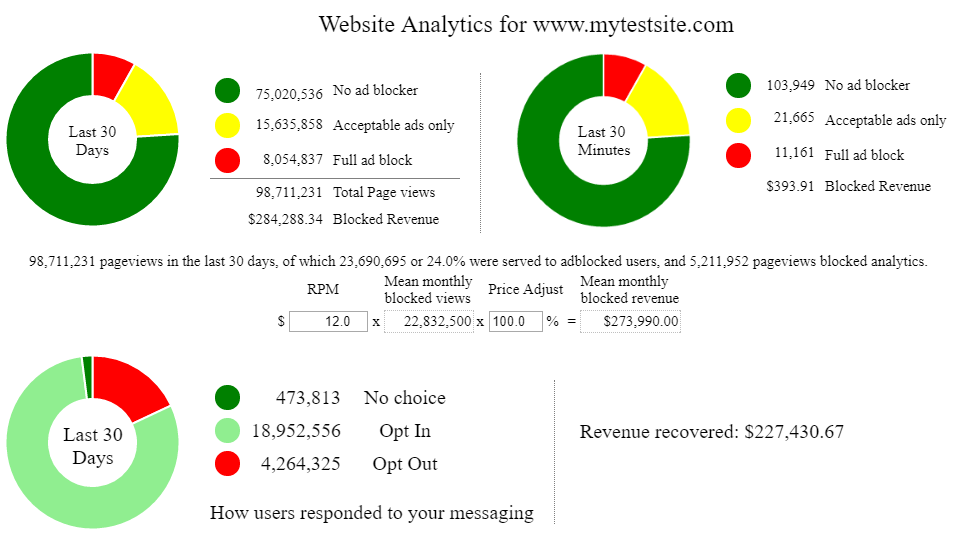 Website Analytics for www.mytestsite.com
Last 30
Days
75,020,536 No ad blocker
15,635,858 Acceptable ads only
8,054,837 Full ad block
98,711,231 Total Page views
$284,288.34 Blocked Revenue
Last 30
Minutes
103,949 No ad blocker
21,665 Acceptable ads only
11,161 Full ad block
$393.91 Blocked Revenue
98,711,231 pageviews in the last 30 days, of which 23,690,695 or 24.0% were served to adblocked users, and 5,211,952 pageviews blocked analytics.
RPM
Mean monthly
blocked views
Price Adjust
Mean monthly
blocked revenue
$ 12.0 x 22,832,500 x 100.0 % = $273,990.00
Last 30
Days
473,813 No choice
18,952,556 Opt In
4,264,325 Opt Out
How users responded to your messaging
Revenue recovered: $227,430.67